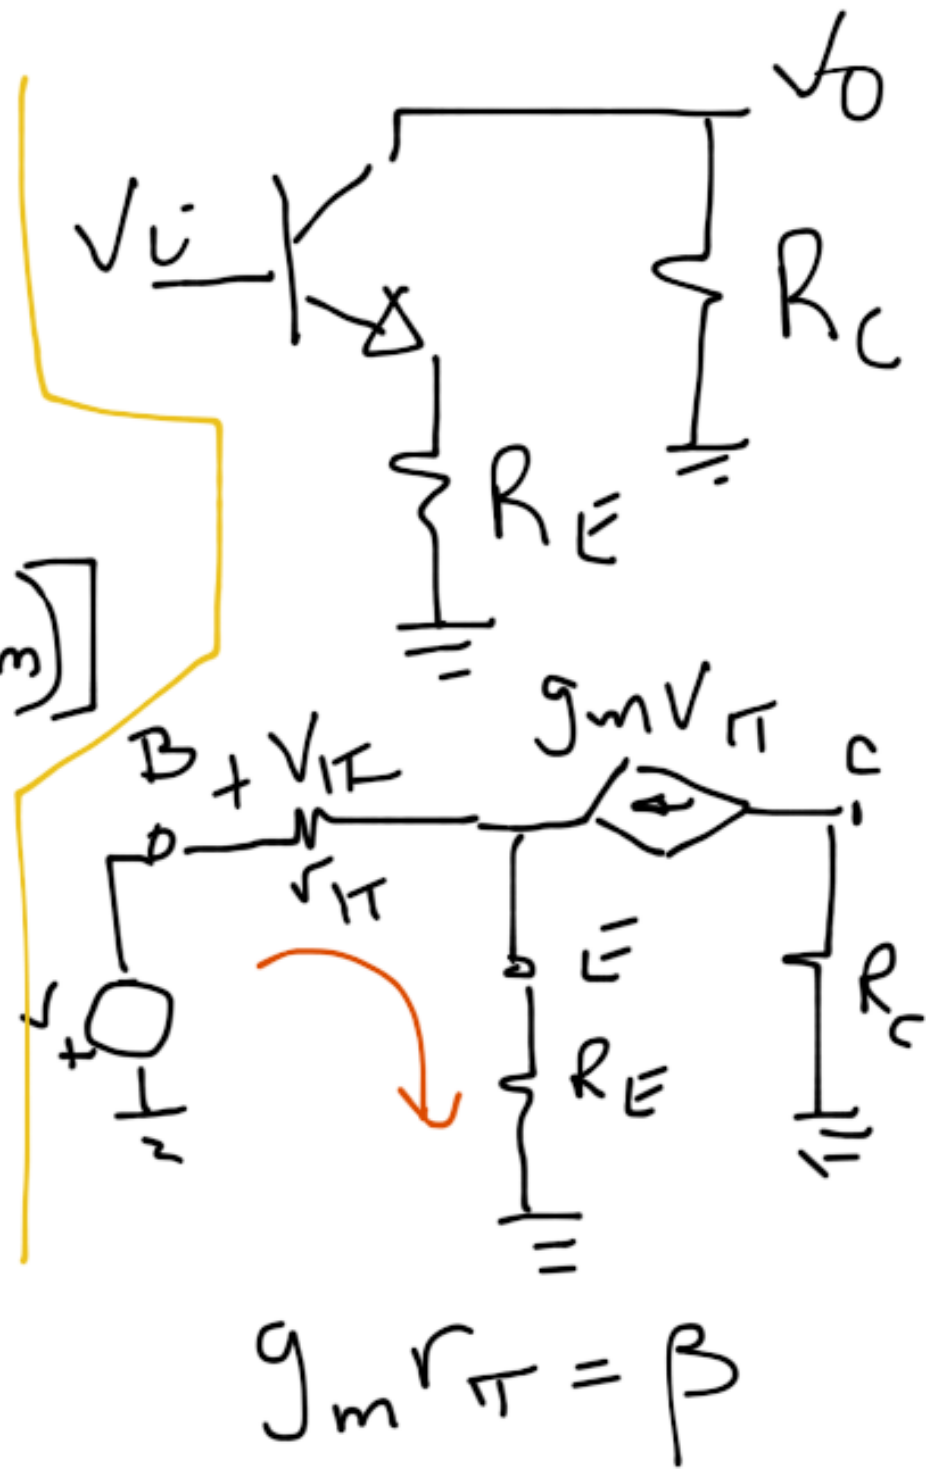 Vo
Vi
RC
RE
m)]
gmVπ
B + Vπ
C
rπ
E
V+
RC
RE
gmrπ = β